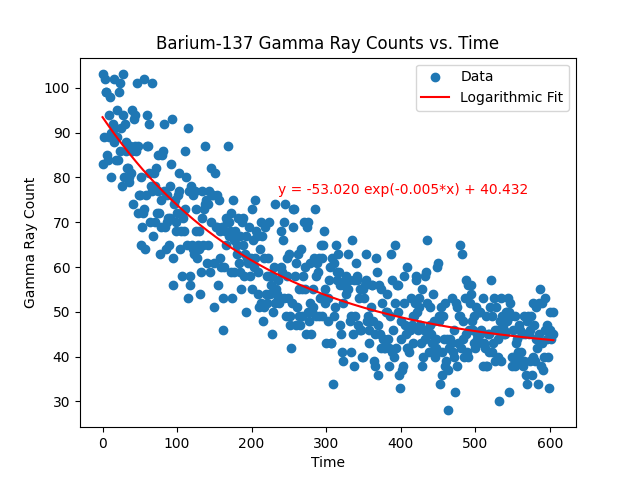 Barium-137 Gamma Ray Counts vs. Time
Data
Logarithmic Fit
y = -53.020 exp(-0.005*x) + 40.432
Gamma Ray Count
100
90
80
70
60
50
40
30
0
100
200
300
400
500
600
Time